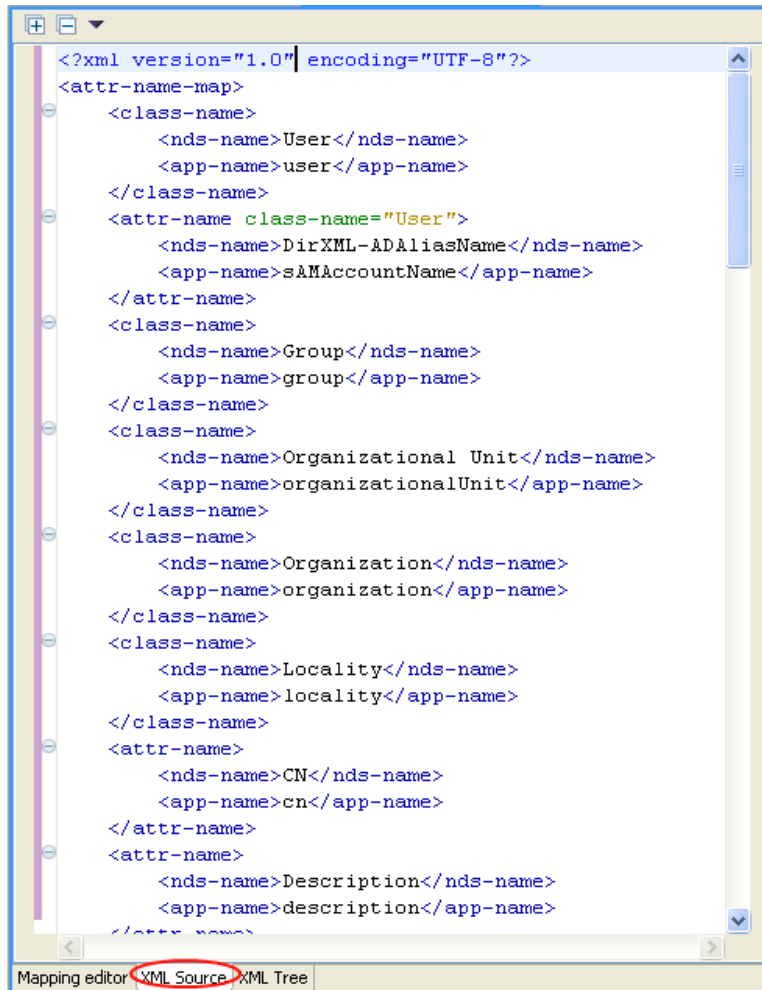 <?xml version="1.0" encoding="UTF-8"?>
<attr-name-map>
<class-name>
<nds-name>User</nds-name>
<app-name>user</app-name>
</class-name>
<attr-name class-name="User">
<nds-name>DirXML-ADAliasName</nds-name>
<app-name>sAMAccountName</app-name>
</attr-name>
<class-name>
<nds-name>Group</nds-name>
<app-name>group</app-name>
</class-name>
<class-name>
<nds-name>Organizational Unit</nds-name>
<app-name>organizationalUnit</app-name>
</class-name>
<class-name>
<nds-name>Organization</nds-name>
<app-name>organization</app-name>
</class-name>
<class-name>
<nds-name>Locality</nds-name>
<app-name>locality</app-name>
</class-name>
<attr-name>
<nds-name>CN</nds-name>
<app-name>cn</app-name>
</attr-name>
<attr-name>
<nds-name>Description</nds-name>
<app-name>description</app-name>
</attr-name>
Mapping editor XML Source XML Tree